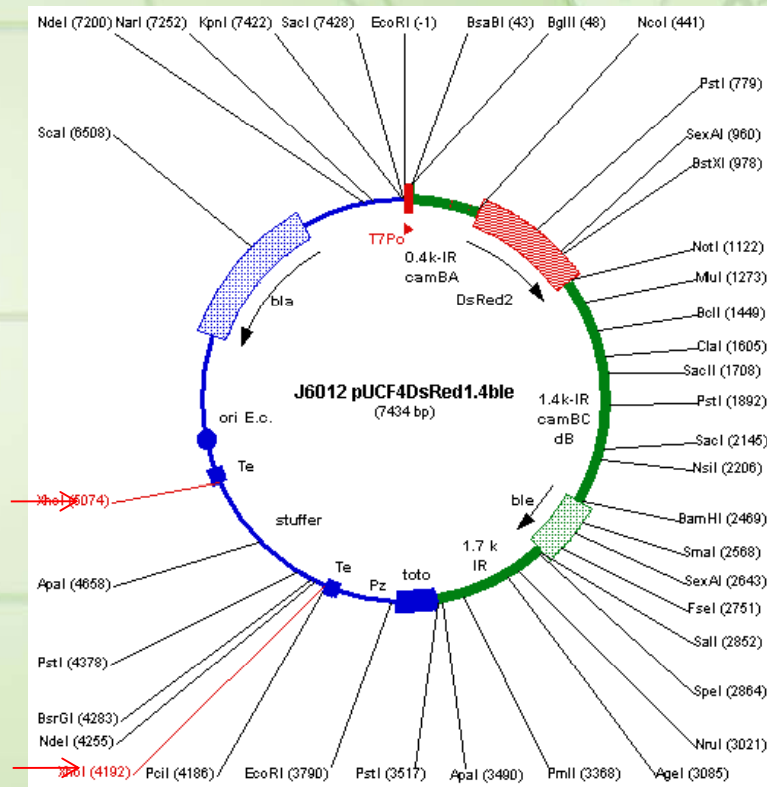 NdeI (7200) NarI (7252) KpnI (7422) SacI (7428) EcoRI (-1) BsaBI (43) BglII (48) NcoI (441)
PstI (779)
ScaI (6508)
SexAI (960)
BstXI (978)
T7Po
NotI (1122)
0.4k-IR
camBA
MluI (1273)
bla
DsRed2
BclI (1449)
ClaI (1605)
SacII (1708)
J6012 pUCF4DsRed1.4ble
(7434 bp)
1.4k-IR
camBC
dB
PstI (1892)
ori E.c.
SacI (2145)
Te
NsiI (2206)
XhoI (5074)
ble
stuffer
BamHI (2469)
1.7 k
IR
SmaI (2568)
Te
Pz
toto
ApaI (4658)
SexAI (2643)
FseI (2751)
SalI (2852)
PstI (4378)
SpeI (2864)
BsrGI (4283)
NdeI (4255)
NruI (3021)
XhoI (4192) PciI (4186) EcoRI (3790) PstI (3517) ApaI (3490) PmlI (3368) AgeI (3085)